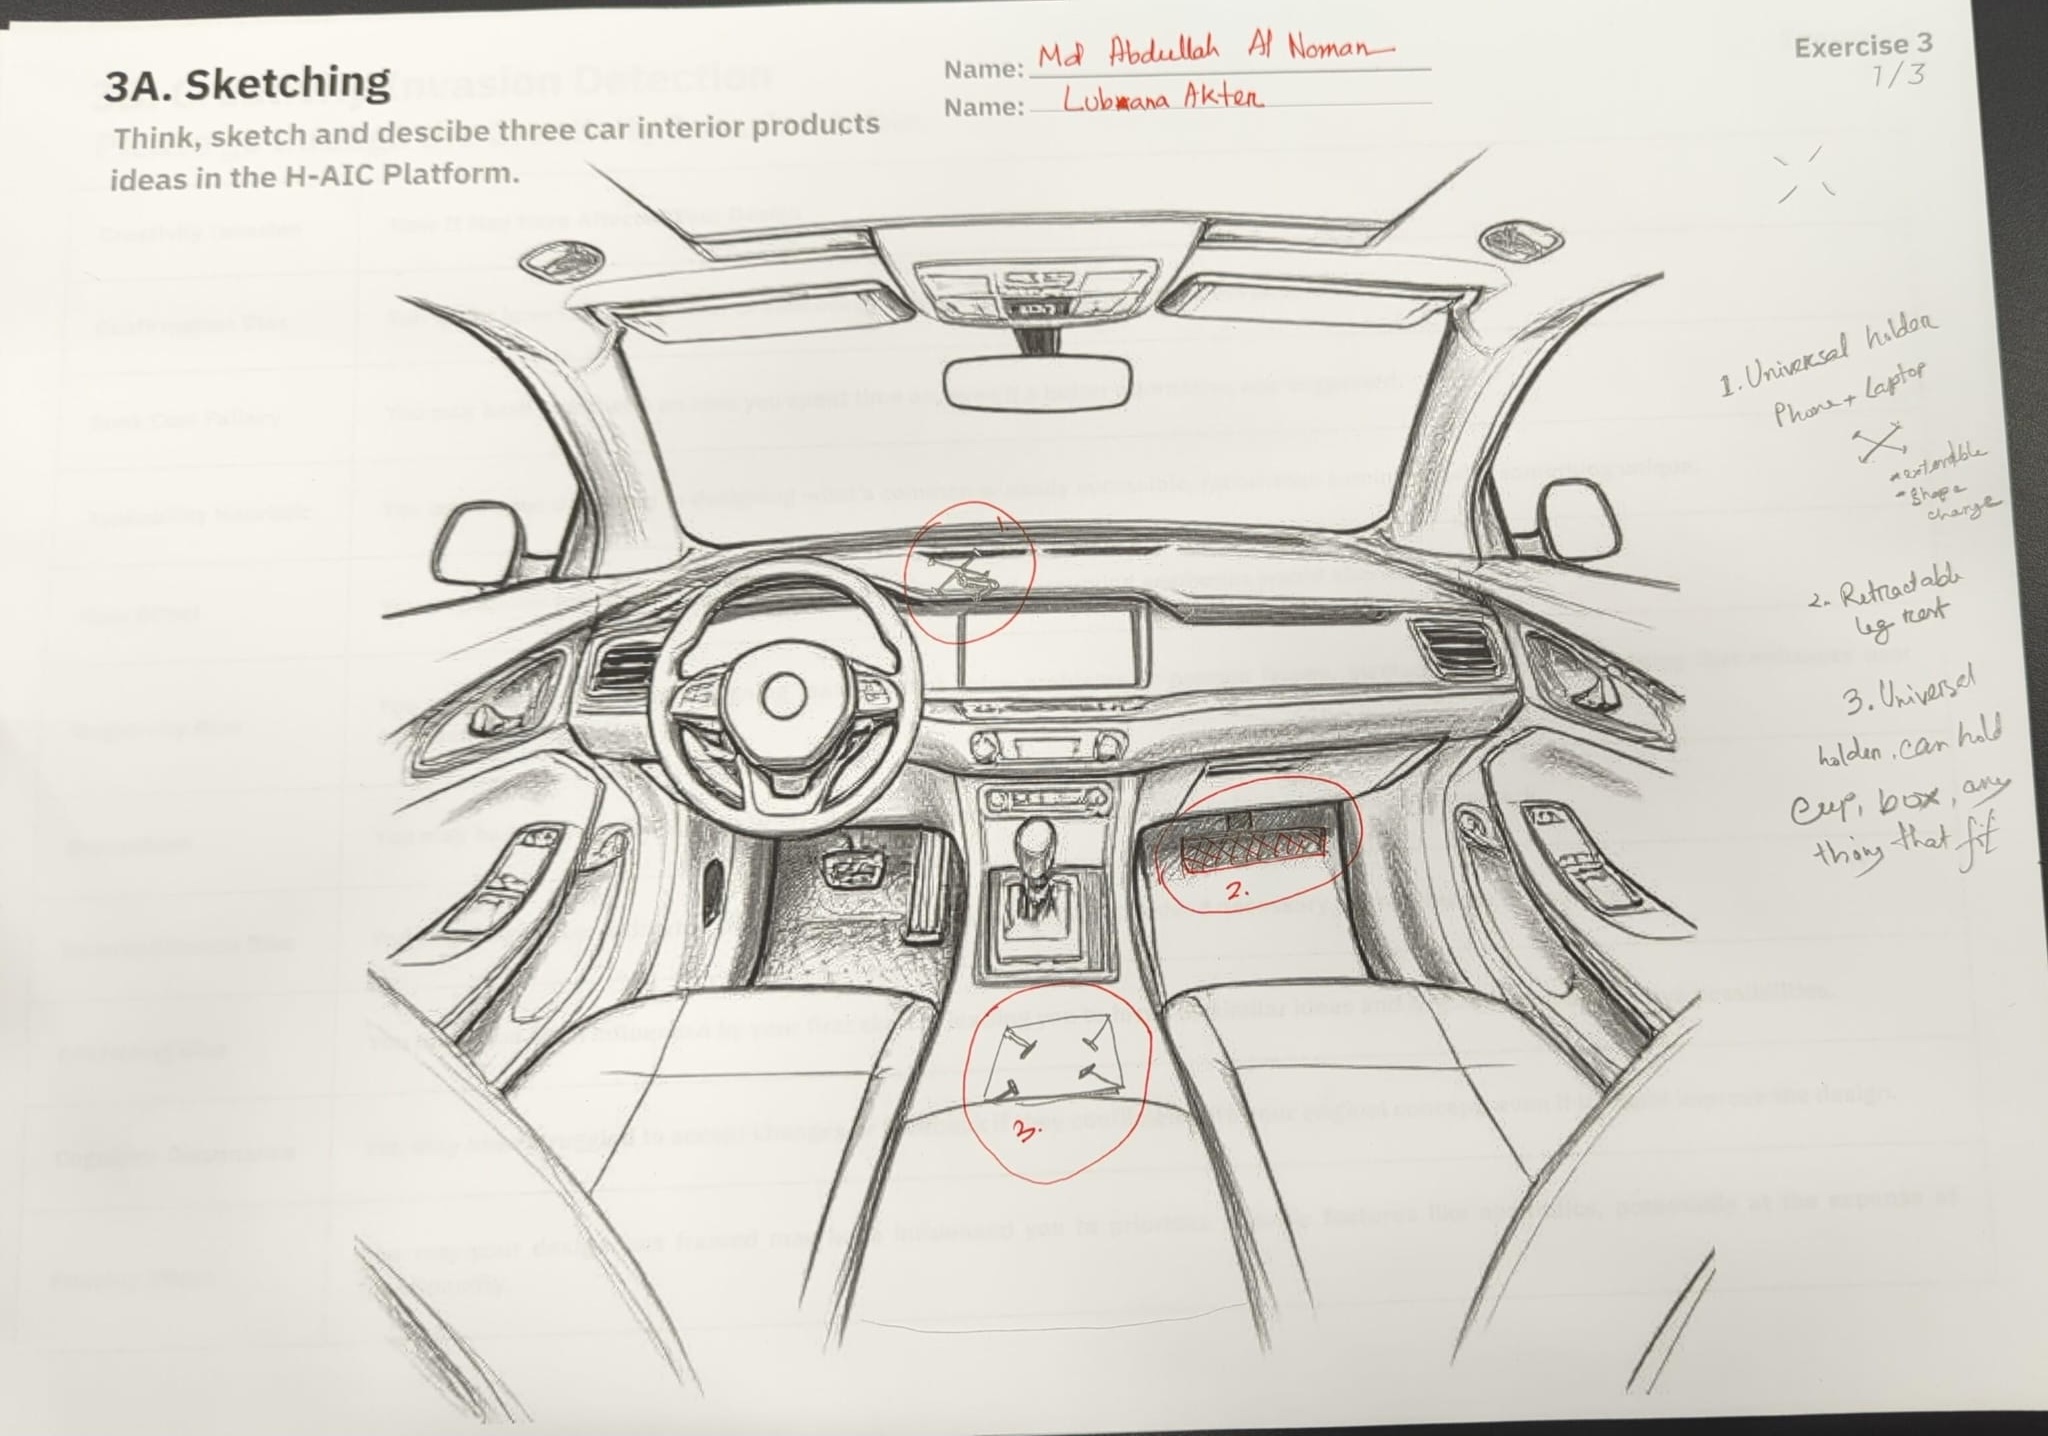 3A. Sketching
Think, sketch and descibe three car interior products
ideas in the H-AIC Platform.
Name: Md Abdullah Al Noman
Name: Lubmana Akter
Exercise 3
1/3
1. Universal holder
Phone + Laptop
* extendable
* Shape
change
2. Retractable
leg rest
3. Universal
holder. can hold
Cup, box, any
thing that fit
1.
2.
3.